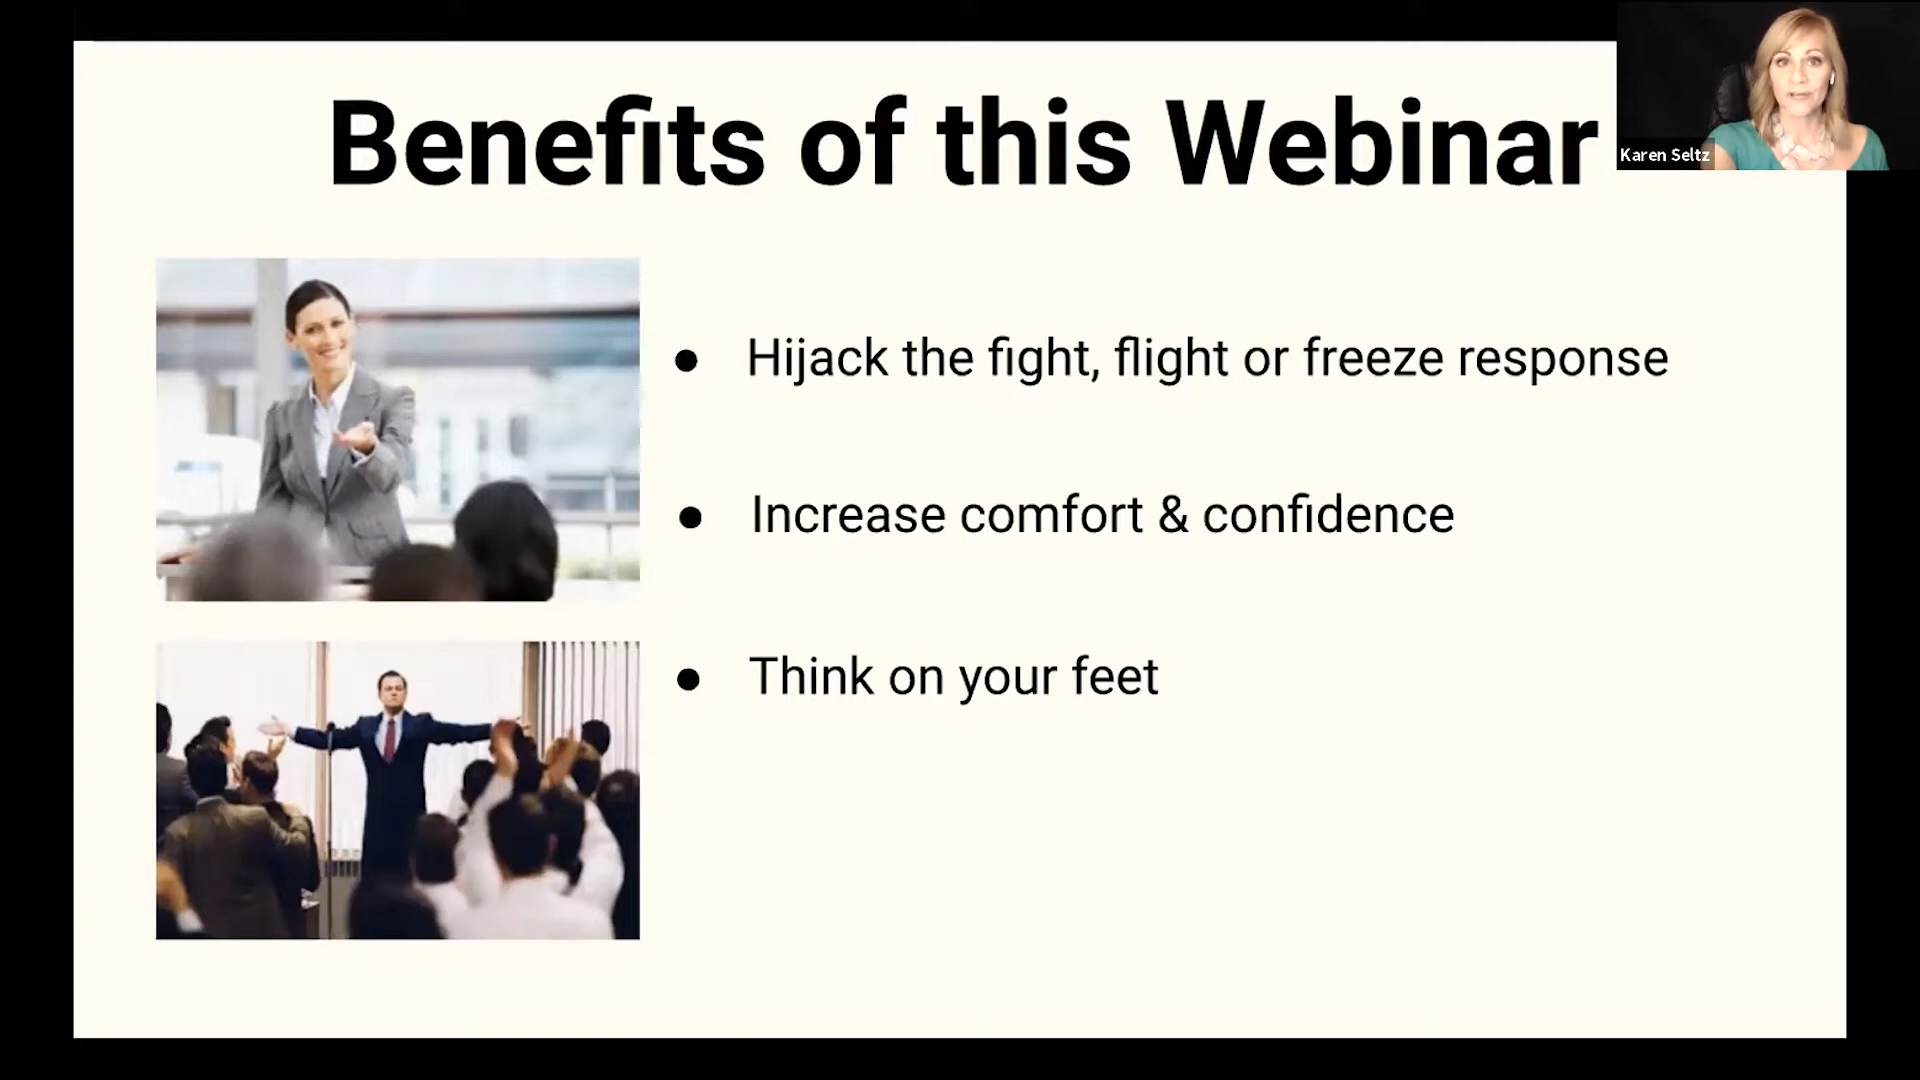 Benefits of this Webinar
Karen Seltz
● Hijack the fight, flight or freeze response
● Increase comfort & confidence
● Think on your feet